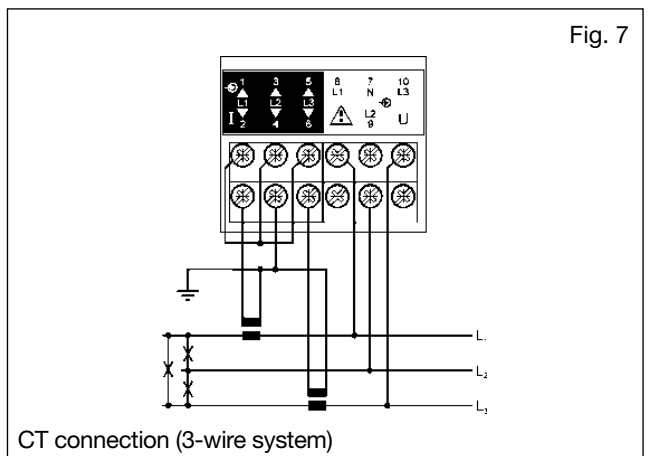 Fig. 7
1 3 5 8 7 10
L1 L2 L3 L1 N L3
I 2 4 6 L2 9 U
L1
L2
L3
CT connection (3-wire system)